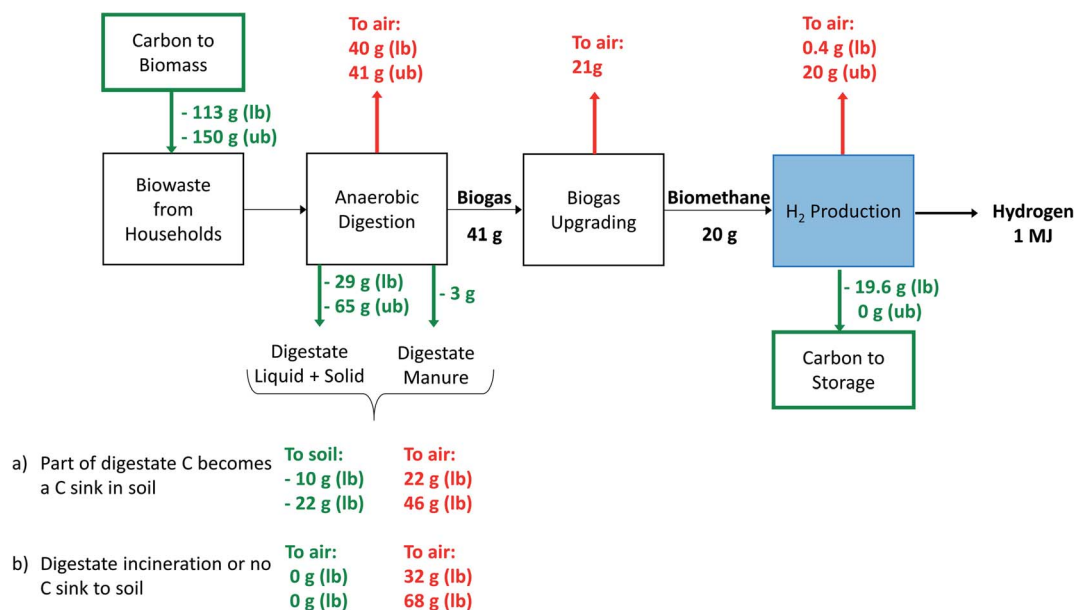 Carbon to
Biomass
- 113 g (lb)
- 150 g (ub)
Biowaste
from
Households
To air:
40 g (lb)
41 g (ub)
Anaerobic
Digestion
Biogas
41 g
To air:
21g
Biogas
Upgrading
Biomethane
20 g
To air:
0.4 g (lb)
20 g (ub)
H₂ Production
Hydrogen
1 MJ
- 29 g (lb)
- 65 g (ub)
- 3 g
- 19.6 g (lb)
0 g (ub)
Digestate
Liquid + Solid
Digestate
Manure
Carbon to
Storage
a) Part of digestate C becomes
a C sink in soil
To soil:
- 10 g (lb)
- 22 g (lb)
To air:
22 g (lb)
46 g (lb)
b) Digestate incineration or no
C sink to soil
To air:
0 g (lb)
0 g (lb)
To air:
32 g (lb)
68 g (lb)